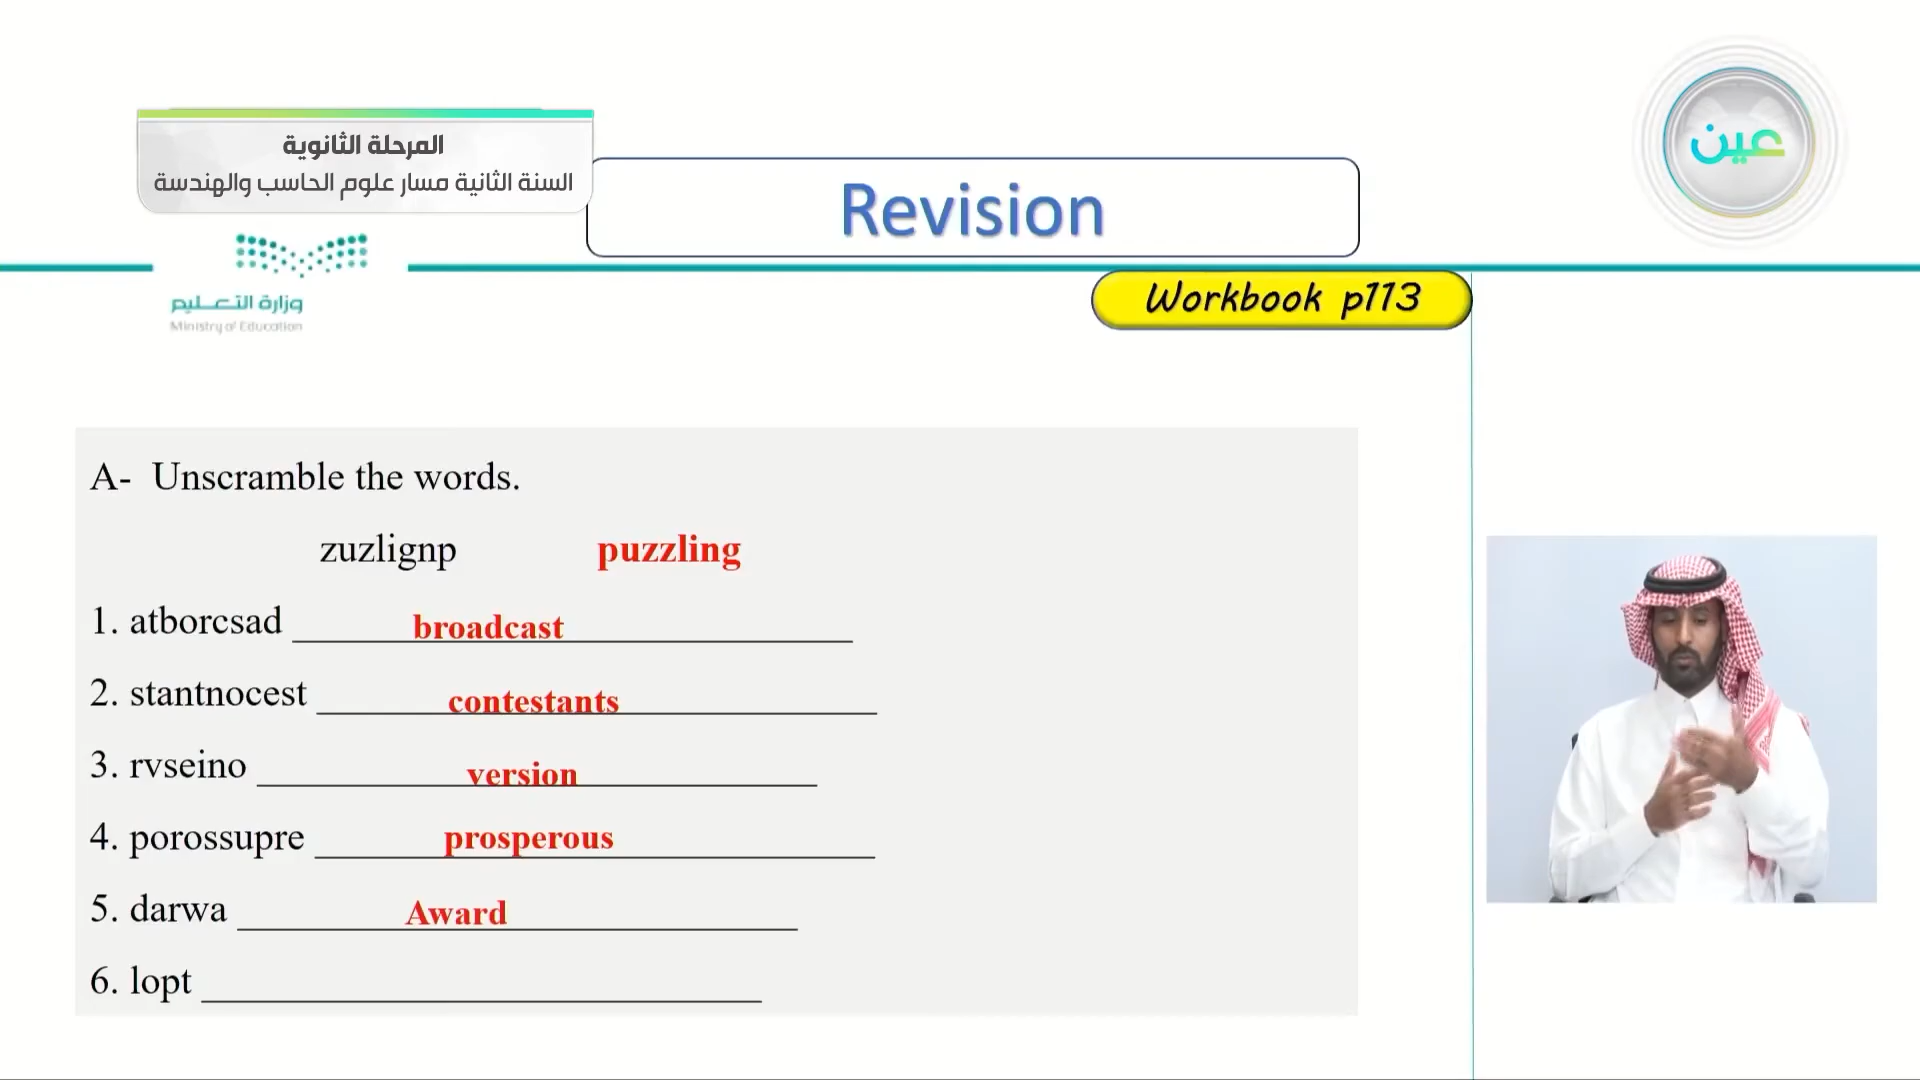 المرحلة الثانوية
السنة الثانية مسار علوم الحاسب والهندسة
Revision
عين
وزارة التعليم
Ministry of Education
Workbook p113
A- Unscramble the words.
zuzlignp puzzling
1. atborcsad broadcast
2. stantnocest contestants
3. rvseino version
4. porossupre prosperous
5. darwa Award
6. lopt